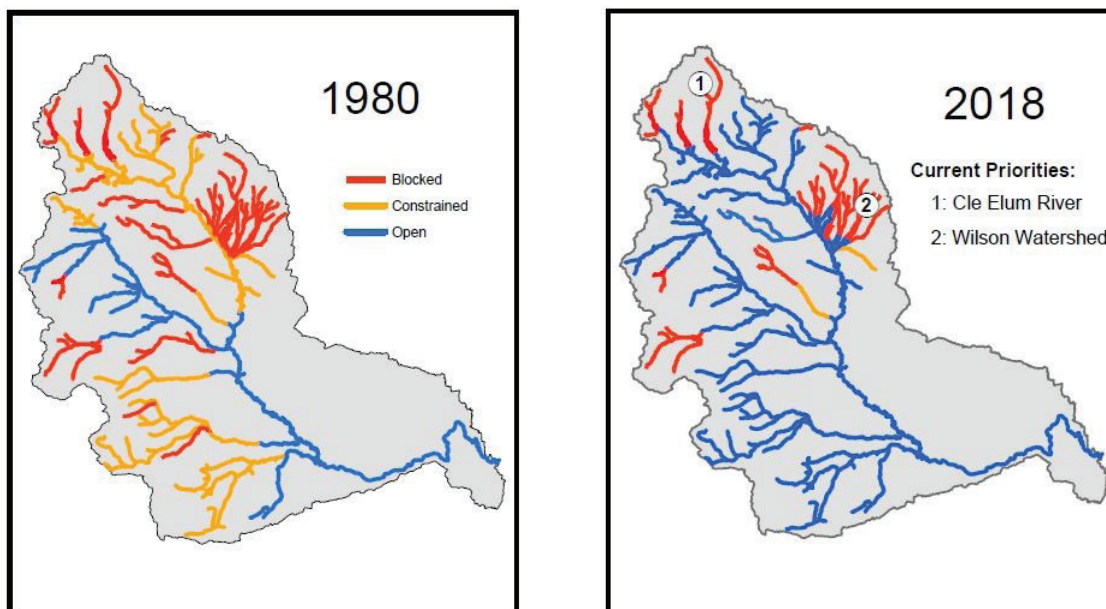 1980
Blocked
Constrained
Open
1
2
2018
Current Priorities:
1: Cle Elum River
2: Wilson Watershed